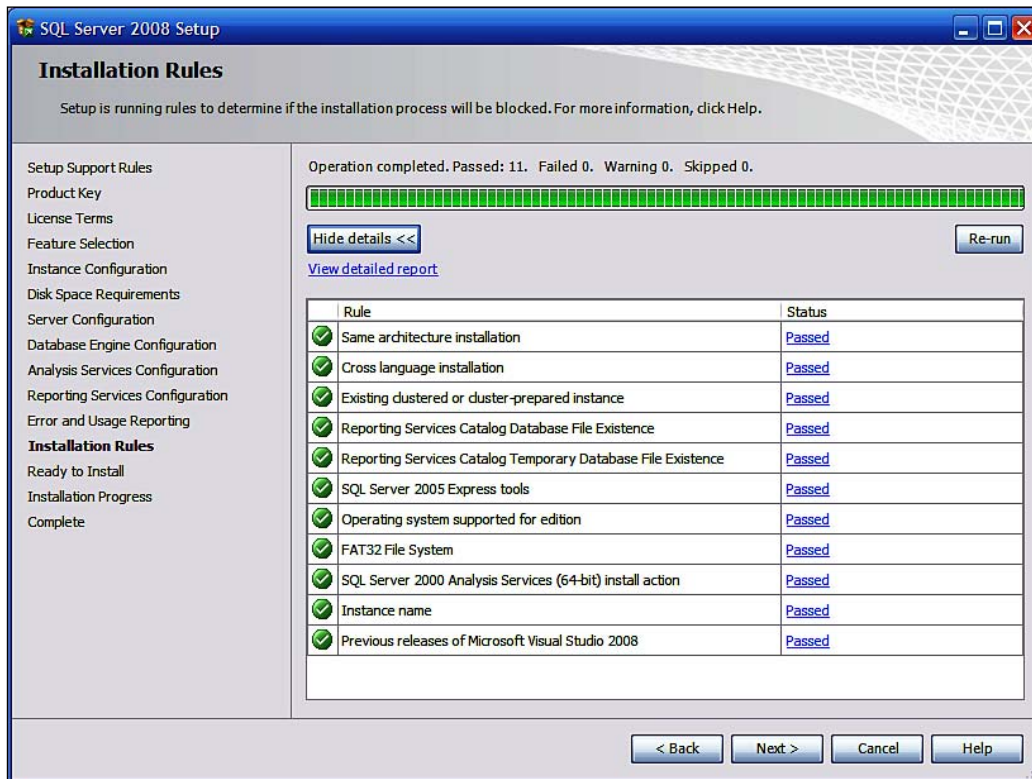 SQL Server 2008 Setup
Installation Rules
Setup is running rules to determine if the installation process will be blocked. For more information, click Help.
Setup Support Rules
Product Key
License Terms
Feature Selection
Instance Configuration
Disk Space Requirements
Server Configuration
Database Engine Configuration
Analysis Services Configuration
Reporting Services Configuration
Error and Usage Reporting
Installation Rules
Ready to Install
Installation Progress
Complete
Operation completed. Passed: 11. Failed 0. Warning 0. Skipped 0.
Hide details << Re-run
View detailed report
Rule Status
Same architecture installation Passed
Cross language installation Passed
Existing clustered or cluster-prepared instance Passed
Reporting Services Catalog Database File Existence Passed
Reporting Services Catalog Temporary Database File Existence Passed
SQL Server 2005 Express tools Passed
Operating system supported for edition Passed
FAT32 File System Passed
SQL Server 2000 Analysis Services (64-bit) install action Passed
Instance name Passed
Previous releases of Microsoft Visual Studio 2008 Passed
< Back Next > Cancel Help